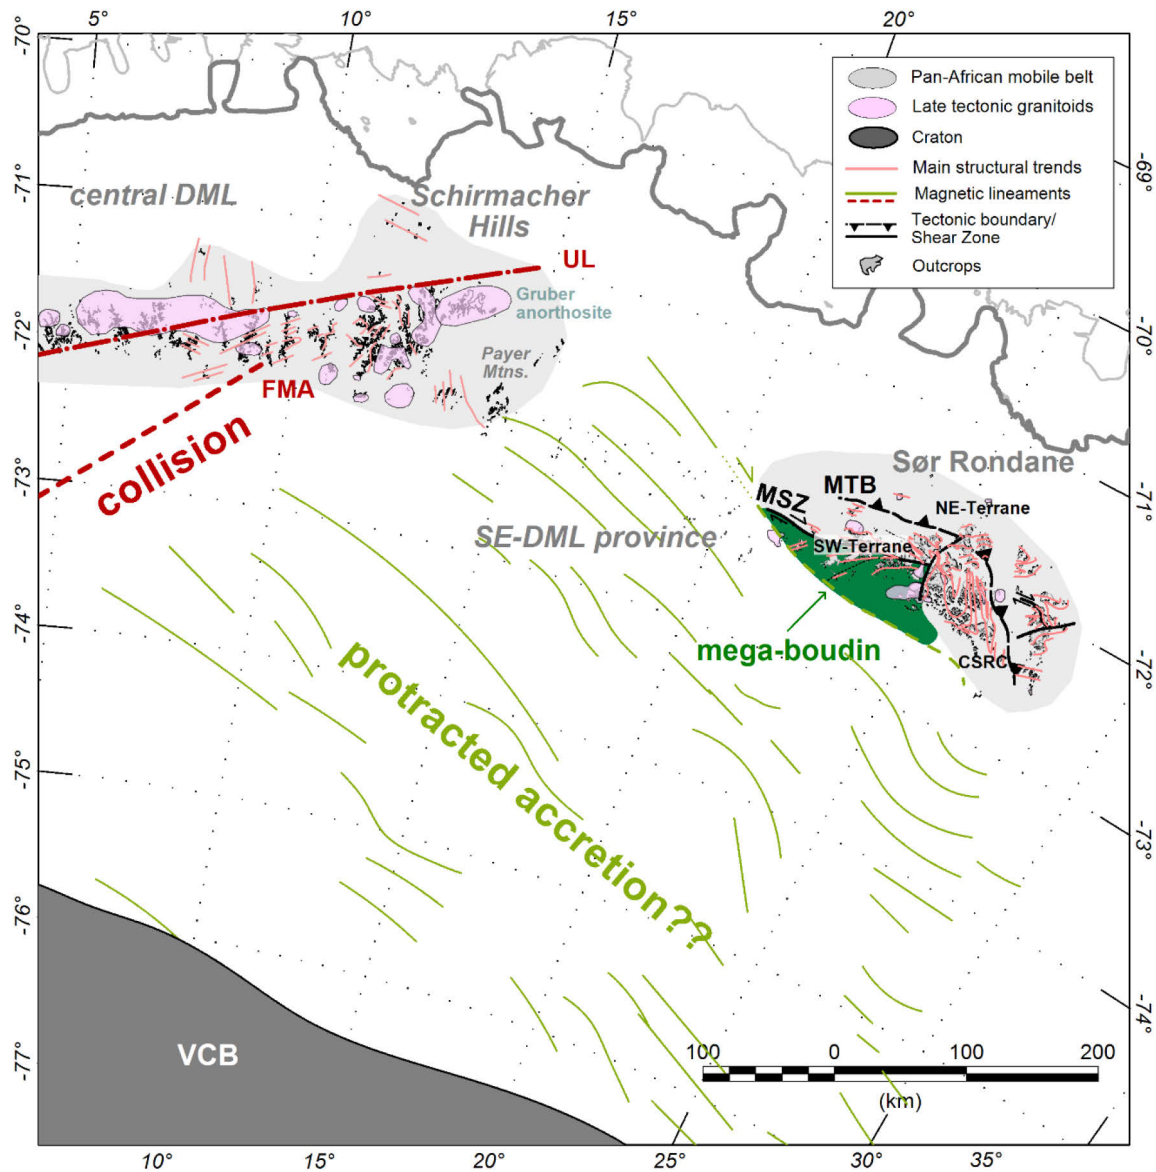 5°
10°
15°
20°
-70°
-71°
-72°
-73°
-74°
-75°
-76°
-77°
-69°
-70°
-71°
-72°
-73°
-74°
Pan-African mobile belt
Late tectonic granitoids
Craton
Main structural trends
Magnetic lineaments
Tectonic boundary/
Shear Zone
Outcrops
central DML
Schirmacher
Hills
UL
Gruber
anorthosite
Payer
Mtns.
FMA
collision
Sør Rondane
MTB
MSZ
NE-Terrane
SW-Terrane
SE-DML province
mega-boudin
CSRC
protracted accretion??
VCB
100
0
100
200
(km)
10°
15°
20°
25°
30°
35°